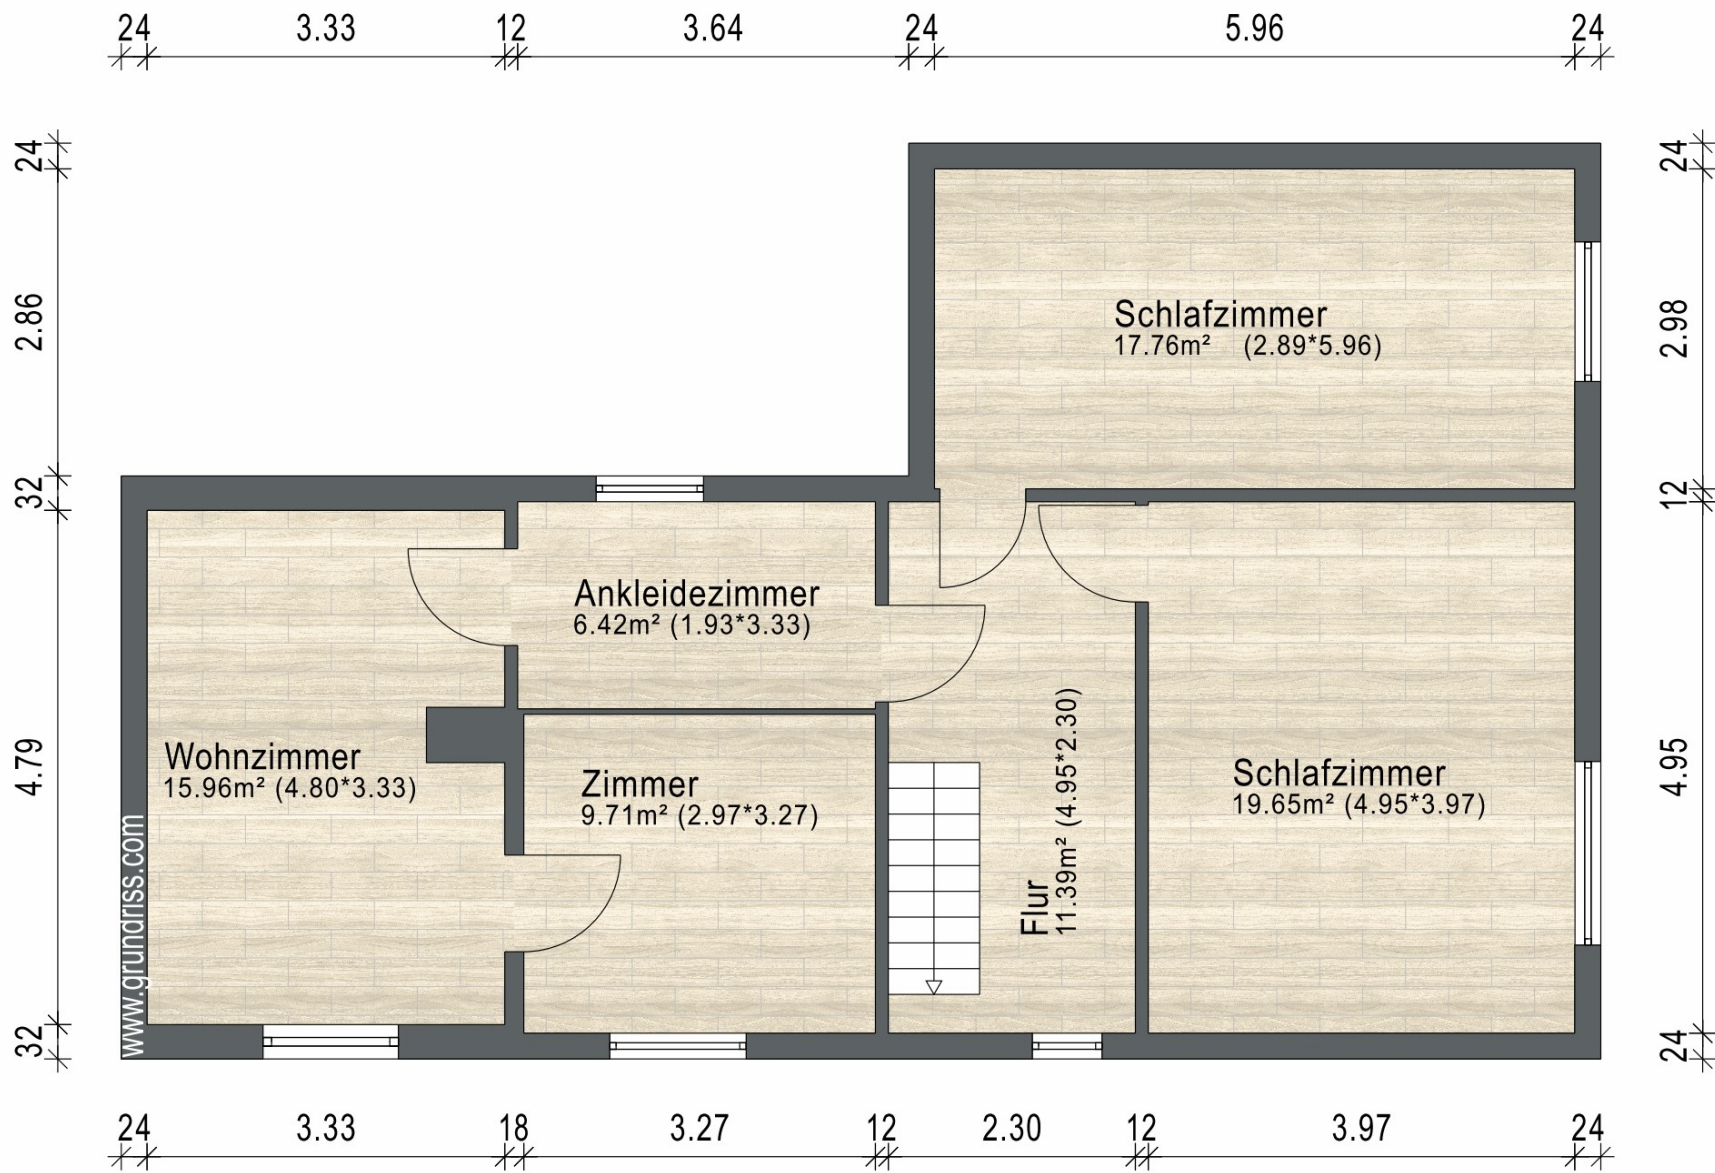 24 3.33 12 3.64 24 5.96 24
24
2.86
32
4.79
32
24
2.98
12
4.95
24
Schlafzimmer
17.76m² (2.89*5.96)
Ankleidezimmer
6.42m² (1.93*3.33)
Wohnzimmer
15.96m² (4.80*3.33)
Zimmer
9.71m² (2.97*3.27)
Flur
11.39m² (4.95*2.30)
Schlafzimmer
19.65m² (4.95*3.97)
www.grundriss.com
24 3.33 18 3.27 12 2.30 12 3.97 24